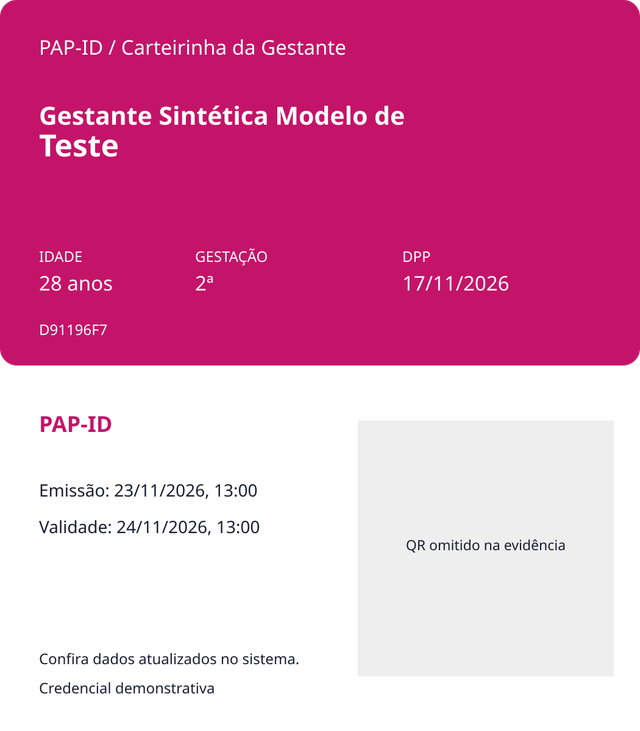 PAP-ID / Carteirinha da Gestante
Gestante Sintética Modelo de
Teste
IDADE GESTAÇÃO DPP
28 anos 2ª 17/11/2026
D91196F7
PAP-ID
Emissão: 23/11/2026, 13:00
Validade: 24/11/2026, 13:00
QR omitido na evidência
Confira dados atualizados no sistema.
Credencial demonstrativa